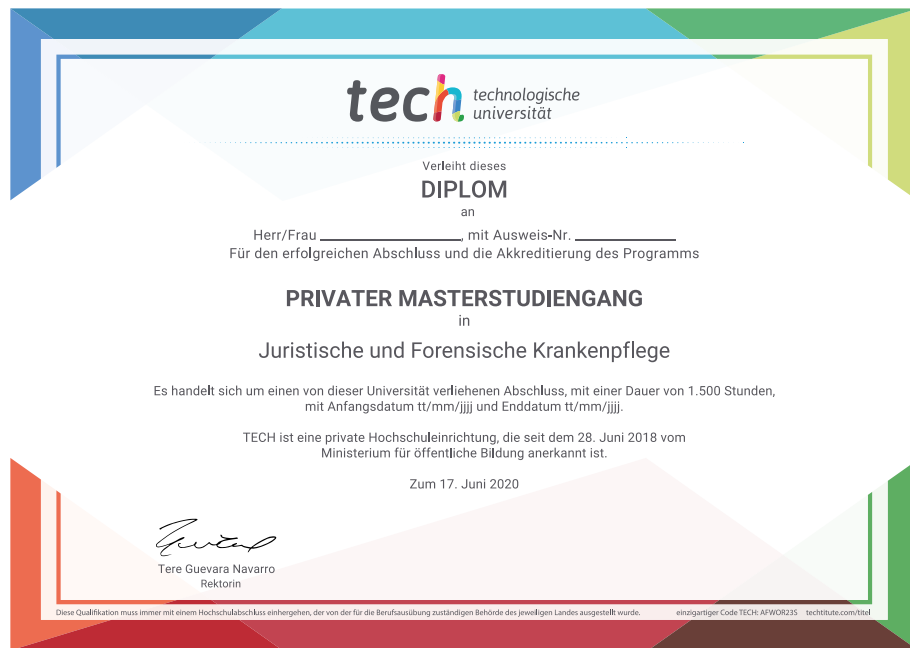 tech technologische
universität
Verleiht dieses
DIPLOM
an
Herr/Frau ____________, mit Ausweis-Nr. ____________
Für den erfolgreichen Abschluss und die Akkreditierung des Programms
PRIVATER MASTERSTUDIENGANG
in
Juristische und Forensische Krankenpflege
Es handelt sich um einen von dieser Universität verliehenen Abschluss, mit einer Dauer von 1.500 Stunden,
mit Anfangsdatum tt/mm/jjjj und Enddatum tt/mm/jjjj.
TECH ist eine private Hochschuleinrichtung, die seit dem 28. Juni 2018 vom
Ministerium für öffentliche Bildung anerkannt ist.
Zum 17. Juni 2020
Tere Guevara Navarro
Rektorin
Diese Qualifikation muss immer mit einem Hochschulabschluss einhergehen, der von der für die Berufsausübung zuständigen Behörde des jeweiligen Landes ausgestellt wurde. einzigartiger Code TECH: AFWOR23S techtitute.com/titel